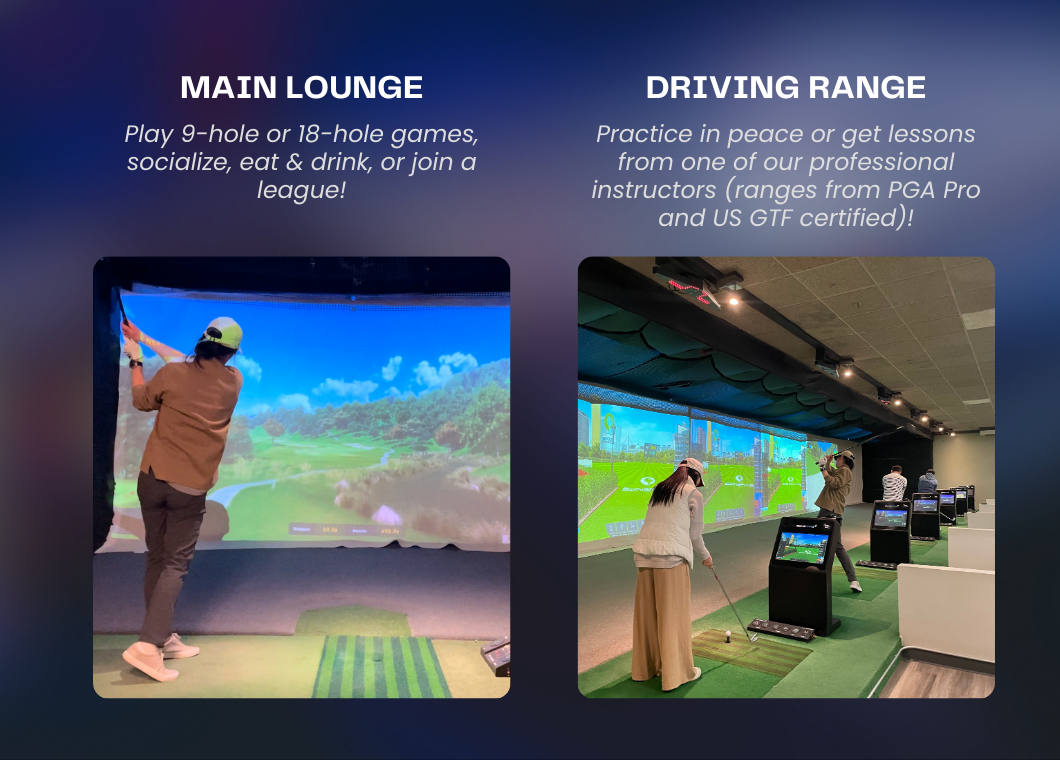 MAIN LOUNGE
Play 9-hole or 18-hole games,
socialize, eat & drink, or join a
league!
DRIVING RANGE
Practice in peace or get lessons
from one of our professional
instructors (ranges from PGA Pro
and US GTF certified)!